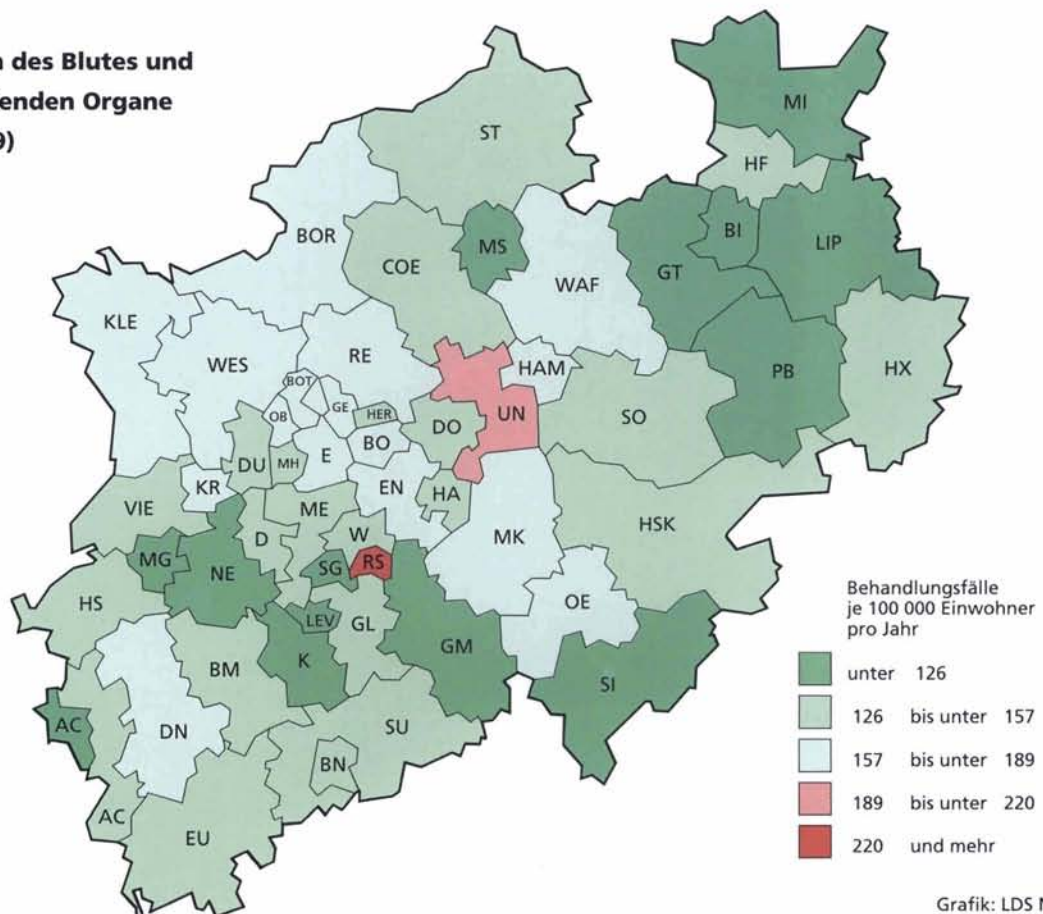 des Blutes und
enden Organe
9)
ST
MI
HF
BOR
COE
MS
WAF
GT
BI
LIP
KLE
WES
RE
HAM
PB
HX
BOT
OB
GE
HER
DO
UN
SO
DU
MH
E
BO
KR
EN
HA
VIE
ME
MK
HSK
MG
NE
D
W
SG
RS
HS
OE
LEV
GL
K
GM
BM
SI
AC
DN
SU
BN
AC
EU
Behandlungsfälle
je 100 000 Einwohner
pro Jahr
unter 126
126 bis unter 157
157 bis unter 189
189 bis unter 220
220 und mehr
Grafik: LDS